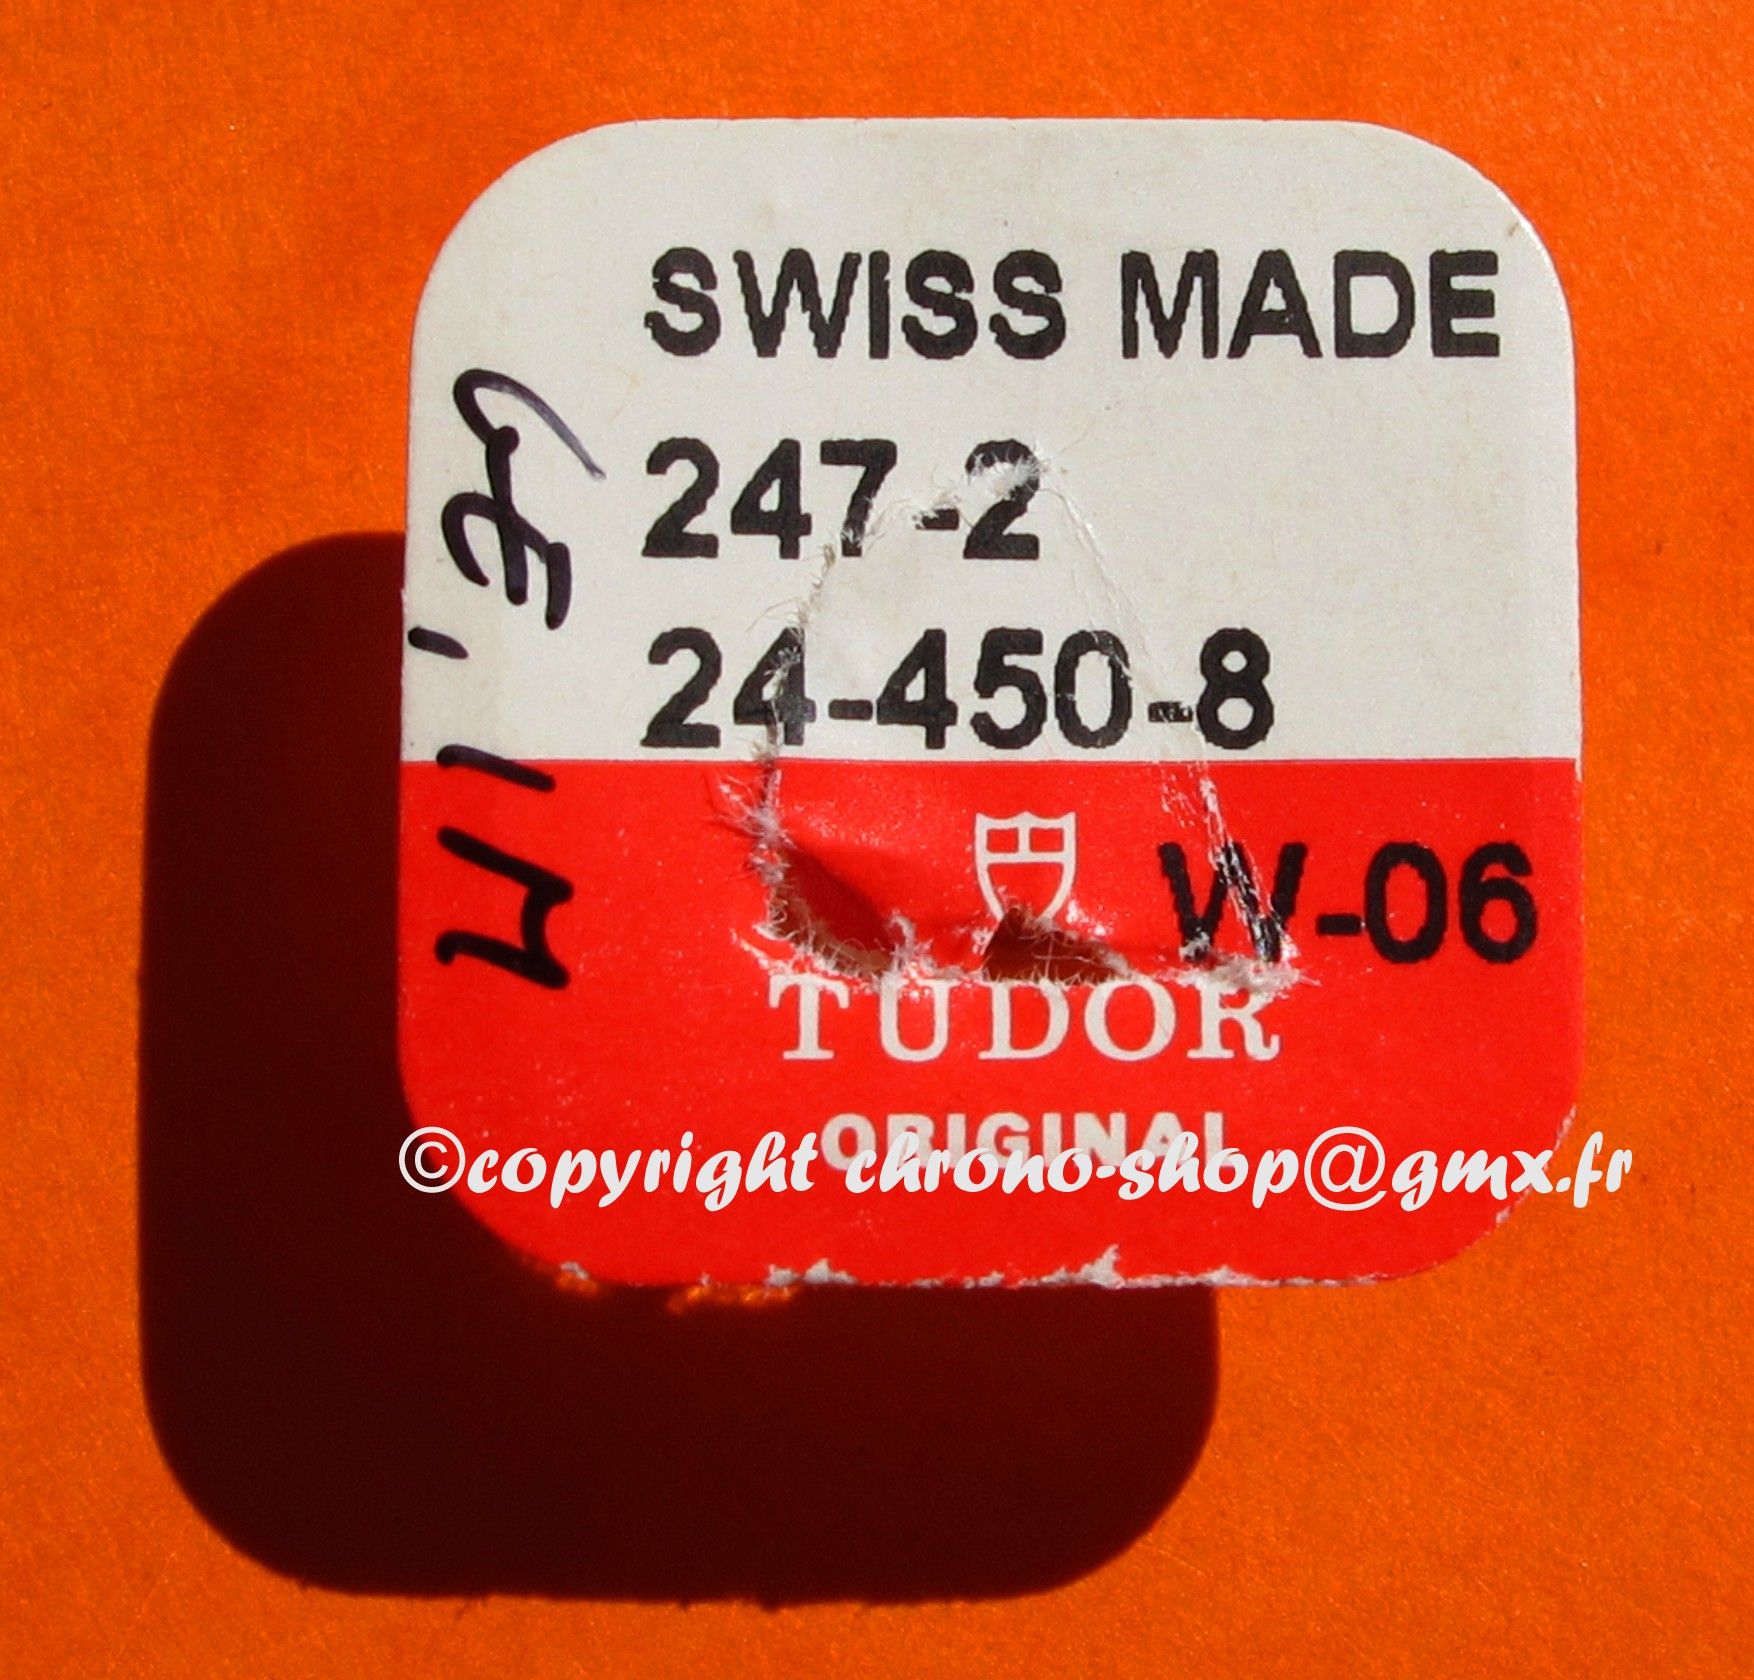 SWISS MADE
247-2
24-450-8
W-06
TUDOR
ORIGINAL
©copyright chrono-shop@gmx.fr